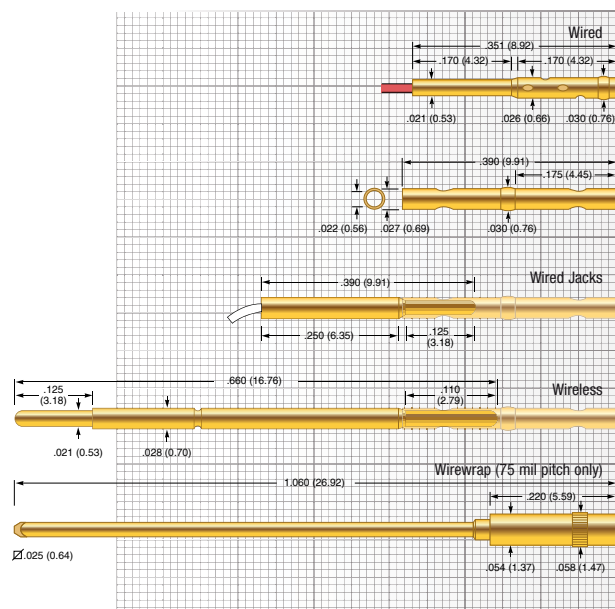 Wired
.351 (8.92)
.170 (4.32) .170 (4.32)
.021 (0.53) .026 (0.66) .030 (0.76)
.390 (9.91)
.175 (4.45)
.022 (0.56) .027 (0.69) .030 (0.76)
Wired Jacks
.390 (9.91)
.250 (6.35) .125
(3.18)
Wireless
.660 (16.76)
.125
(3.18)
.110
(2.79)
.021 (0.53) .028 (0.70)
Wirewrap (75 mil pitch only)
1.060 (26.92)
.220 (5.59)
.025 (0.64)
.054 (1.37) .058 (1.47)